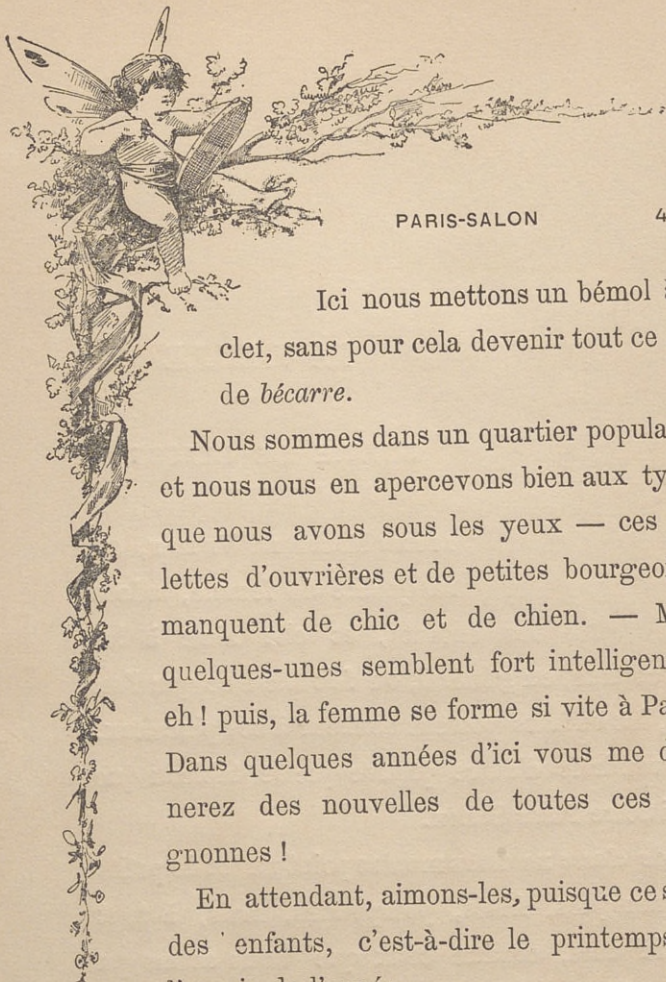 PARIS-SALON 4
Ici nous mettons un bémol
clet, sans pour cela devenir tout ce
de bécarre.
Nous sommes dans un quartier popula
et nous nous en apercevons bien aux ty
que nous avons sous les yeux — ces
lettes d'ouvrières et de petites bourgeo
manquent de chic et de chien. — M
quelques-unes semblent fort intelligen
eh ! puis, la femme se forme si vite à Pa
Dans quelques années d'ici vous me d
nerez des nouvelles de toutes ces
gnonnes !
En attendant, aimons-les, puisque ce s
des enfants, c'est-à-dire le printemps